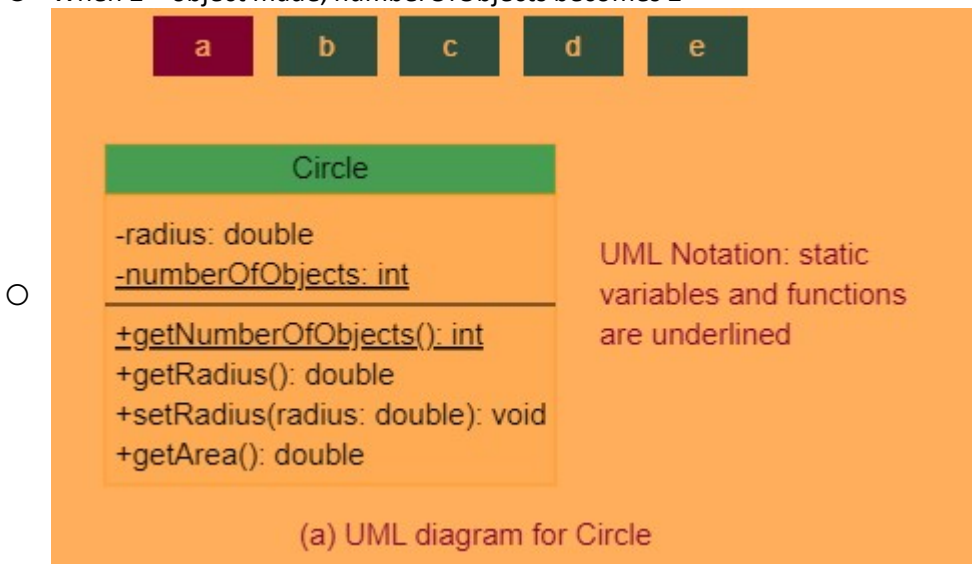 a b c d e
Circle
-radius: double
-numberOfObjects: int
+getNumberOfObjects(): int
+getRadius(): double
+setRadius(radius: double): void
+getArea(): double
UML Notation: static
variables and functions
are underlined
(a) UML diagram for Circle